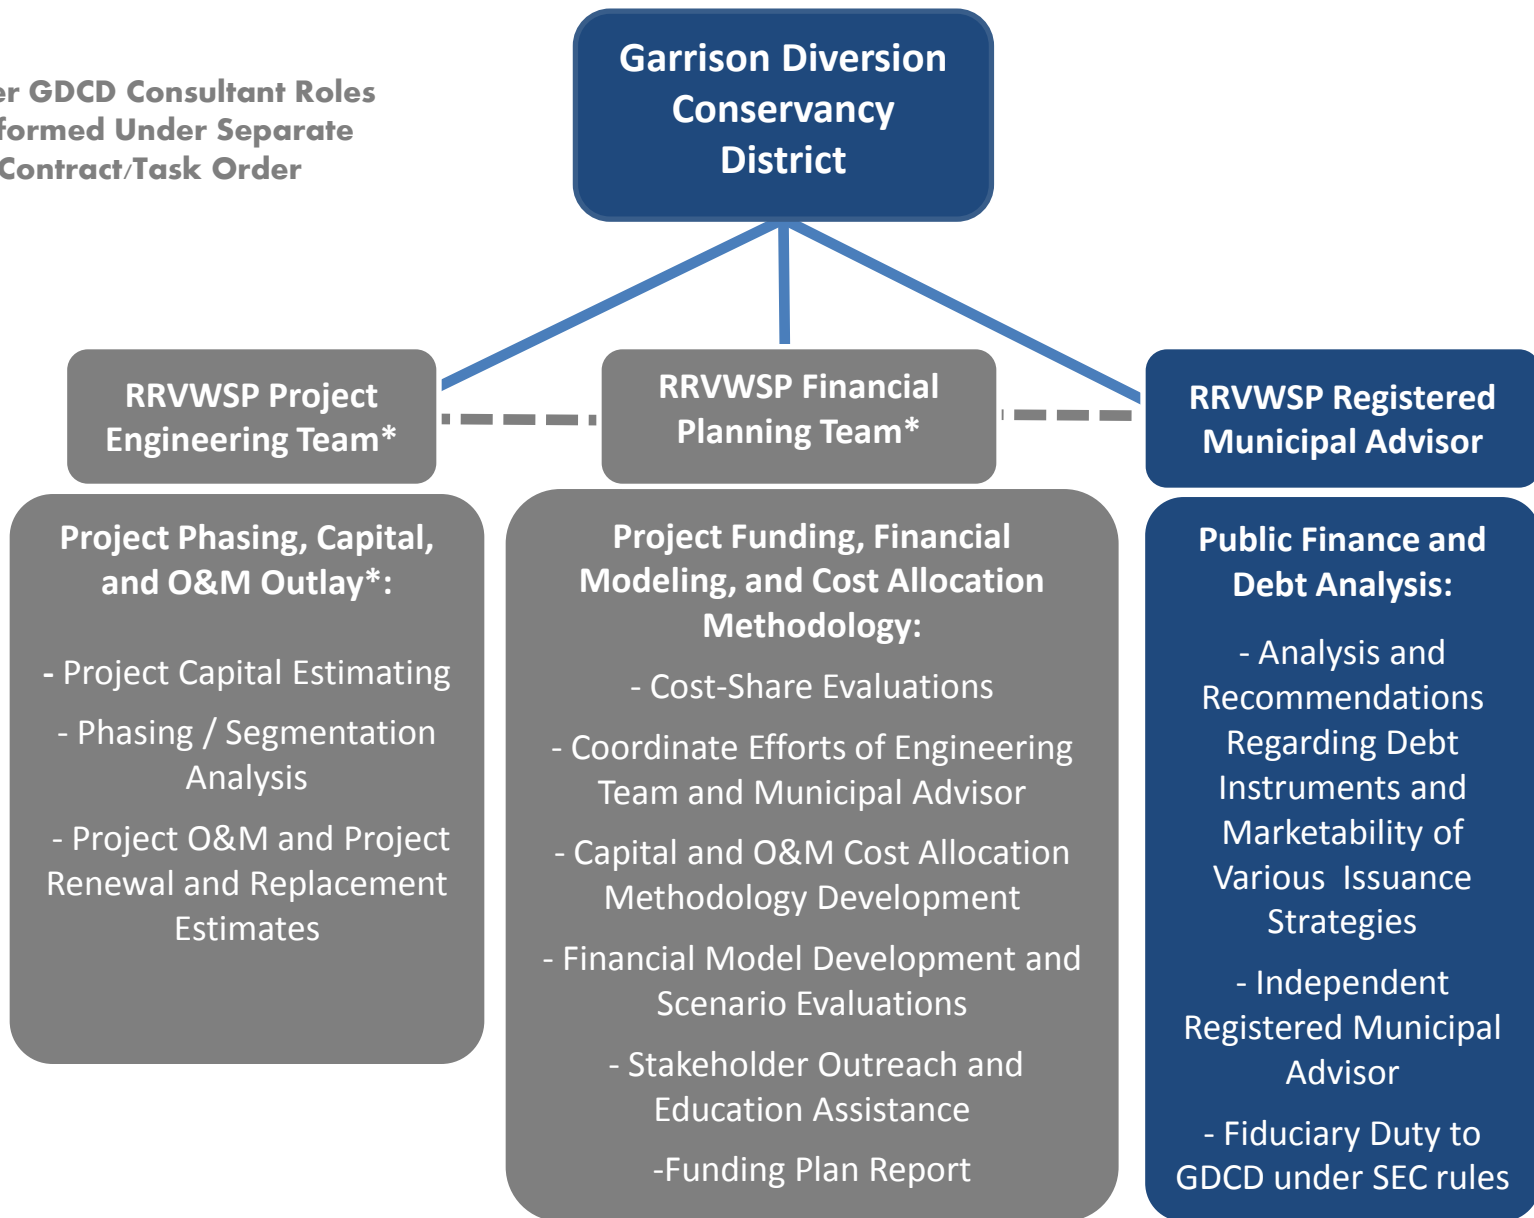 er GDCD Consultant Roles
formed Under Separate
Contract/Task Order
Garrison Diversion
Conservancy
District
RRVWSP Project
Engineering Team*
RRVWSP Financial
Planning Team*
RRVWSP Registered
Municipal Advisor
Project Phasing, Capital,
and O&M Outlay*:
- Project Capital Estimating
- Phasing / Segmentation
Analysis
- Project O&M and Project
Renewal and Replacement
Estimates
Project Funding, Financial
Modeling, and Cost Allocation
Methodology:
- Cost-Share Evaluations
- Coordinate Efforts of Engineering
Team and Municipal Advisor
- Capital and O&M Cost Allocation
Methodology Development
- Financial Model Development and
Scenario Evaluations
- Stakeholder Outreach and
Education Assistance
-Funding Plan Report
Public Finance and
Debt Analysis:
- Analysis and
Recommendations
Regarding Debt
Instruments and
Marketability of
Various Issuance
Strategies
- Independent
Registered Municipal
Advisor
- Fiduciary Duty to
GDCD under SEC rules